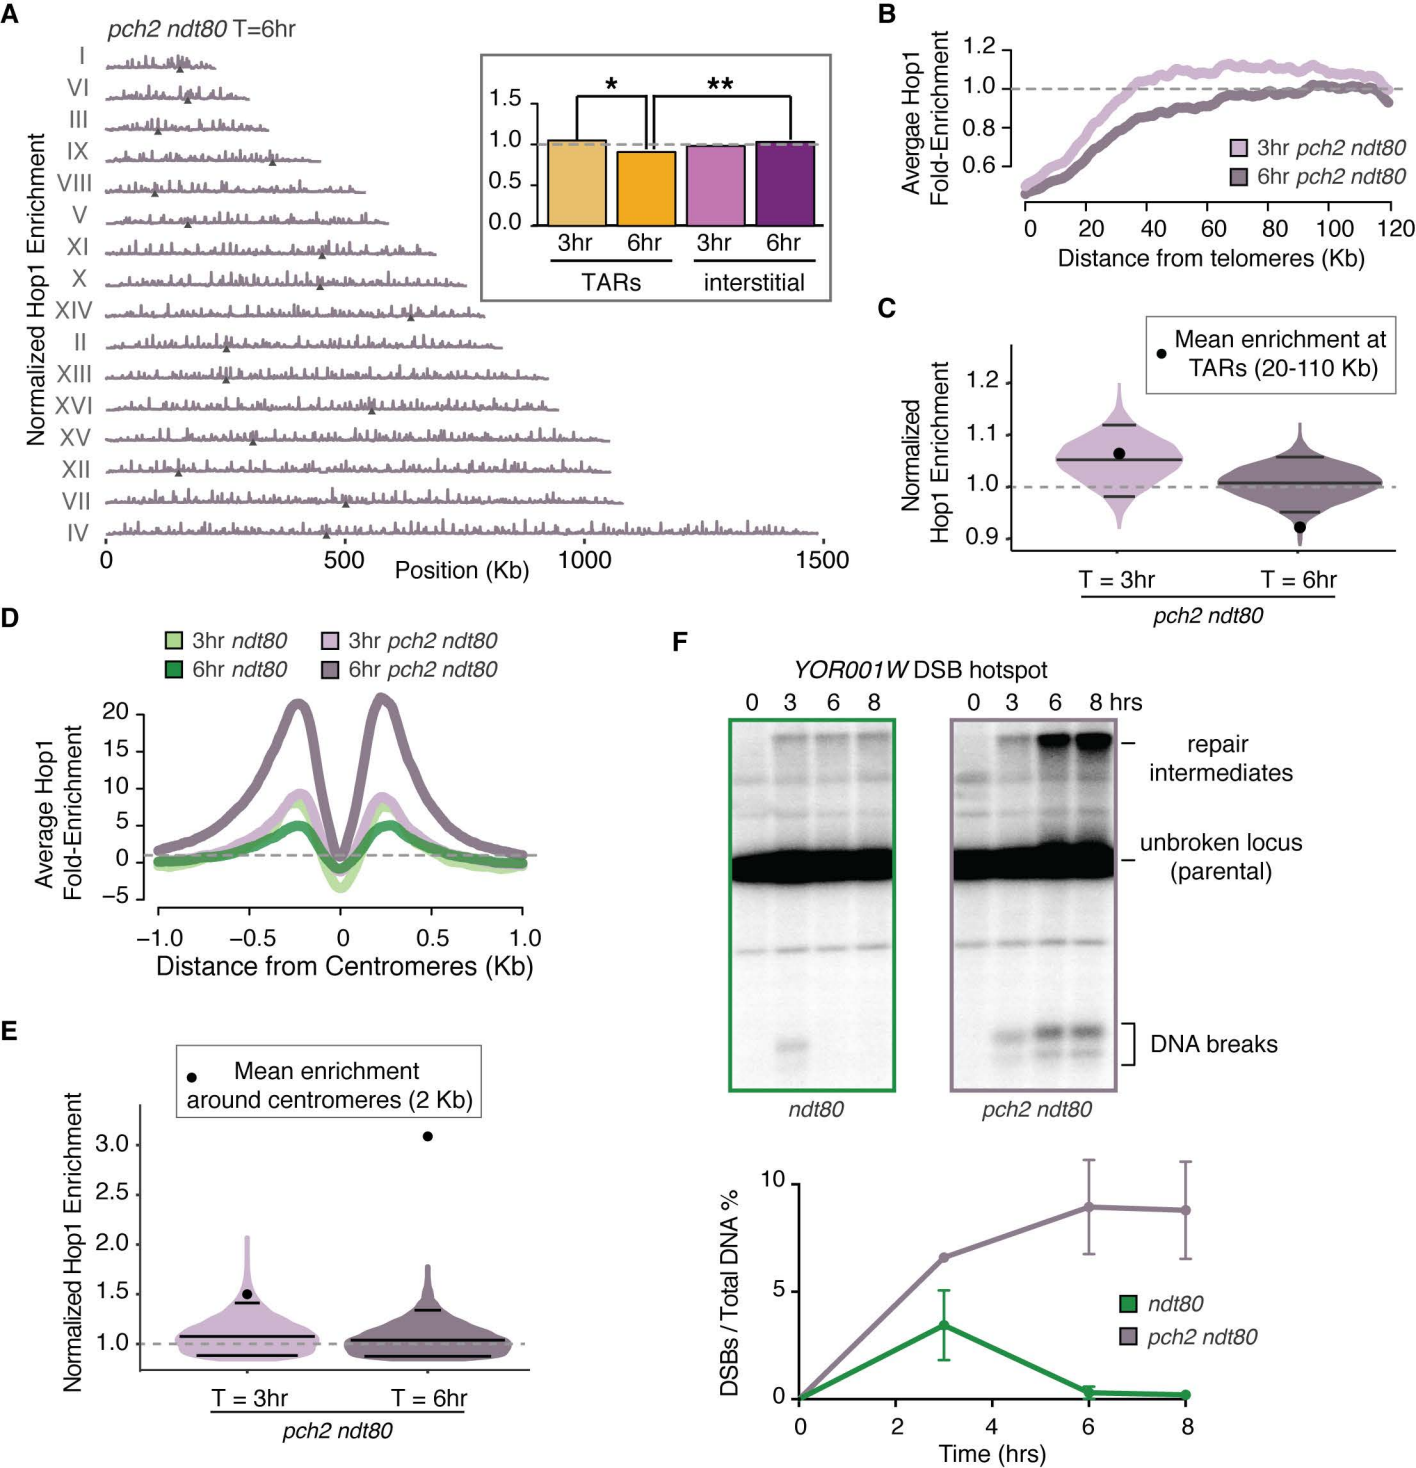 A
pch2 ndt80 T=6hr
Normalized Hop1 Enrichment
I
VI
III
IX
VIII
V
XI
X
XIV
II
XIII
XVI
XV
XII
VII
IV
0
500
1000
1500
Position (Kb)
1.5
1.0
0.5
0.0
*
**
3hr
6hr
3hr
6hr
TARs
interstitial
B
Avergae Hop1
Fold-Enrichment
1.2
1.0
0.8
0.6
3hr pch2 ndt80
6hr pch2 ndt80
0
20
40
60
80
100
120
Distance from telomeres (Kb)
C
Mean enrichment at
TARs (20-110 Kb)
Normalized
Hop1 Enrichment
1.2
1.1
1.0
0.9
T = 3hr
T = 6hr
pch2 ndt80
D
3hr ndt80
3hr pch2 ndt80
6hr ndt80
6hr pch2 ndt80
Average Hop1
Fold-Enrichment
20
15
10
5
0
−5
−1.0
−0.5
0
0.5
1.0
Distance from Centromeres (Kb)
E
Mean enrichment
around centromeres (2 Kb)
Normalized Hop1 Enrichment
3.0
2.5
2.0
1.5
1.0
T = 3hr
T = 6hr
pch2 ndt80
F
YOR001W DSB hotspot
0 3 6 8
0 3 6 8 hrs
repair
intermediates
unbroken locus
(parental)
DNA breaks
ndt80
pch2 ndt80
DSBs / Total DNA %
10
5
0
ndt80
pch2 ndt80
0
2
4
6
8
Time (hrs)